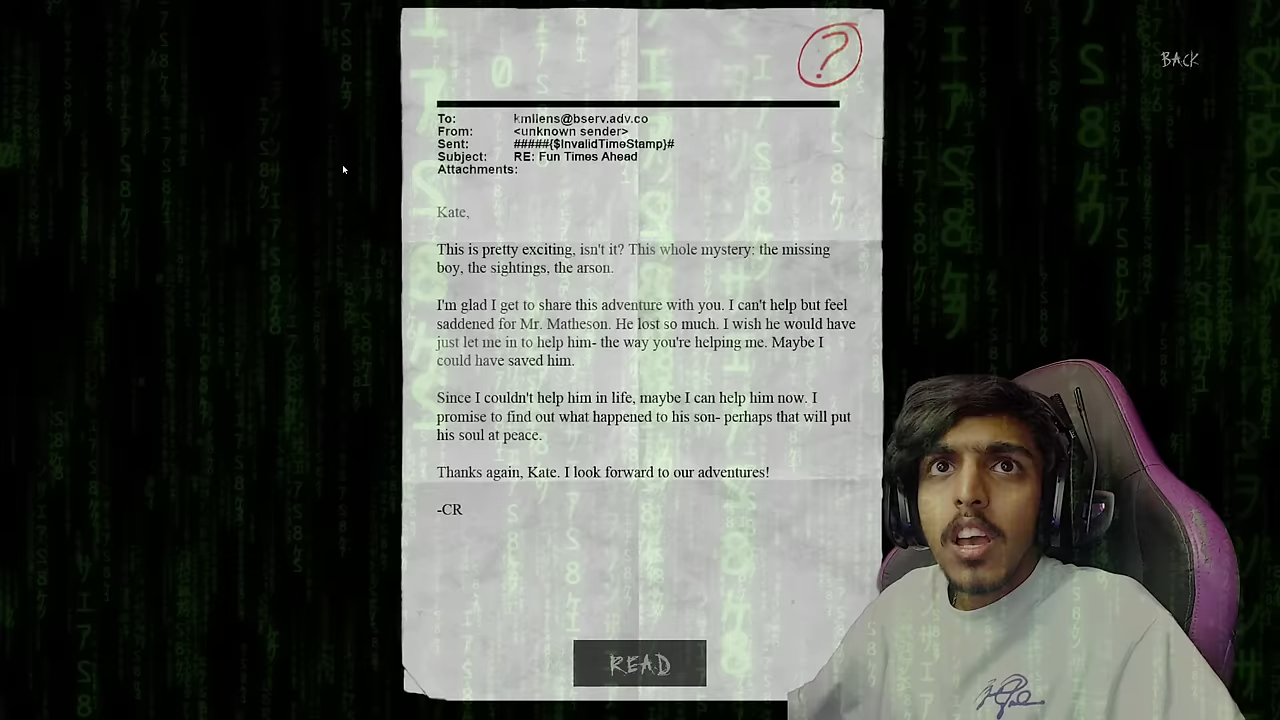 ?
BACK
To: kmliens@bserv.adv.co
From: <unknown sender>
Sent: #####{$InvalidTimeStamp}#
Subject: RE: Fun Times Ahead
Attachments:
Kate,
This is pretty exciting, isn't it? This whole mystery: the missing
boy, the sightings, the arson.
I'm glad I get to share this adventure with you. I can't help but feel
saddened for Mr. Matheson. He lost so much. I wish he would have
just let me in to help him- the way you're helping me. Maybe I
could have saved him.
Since I couldn't help him in life, maybe I can help him now. I
promise to find out what happened to his son- perhaps that will put
his soul at peace.
Thanks again, Kate. I look forward to our adventures!
-CR
READ